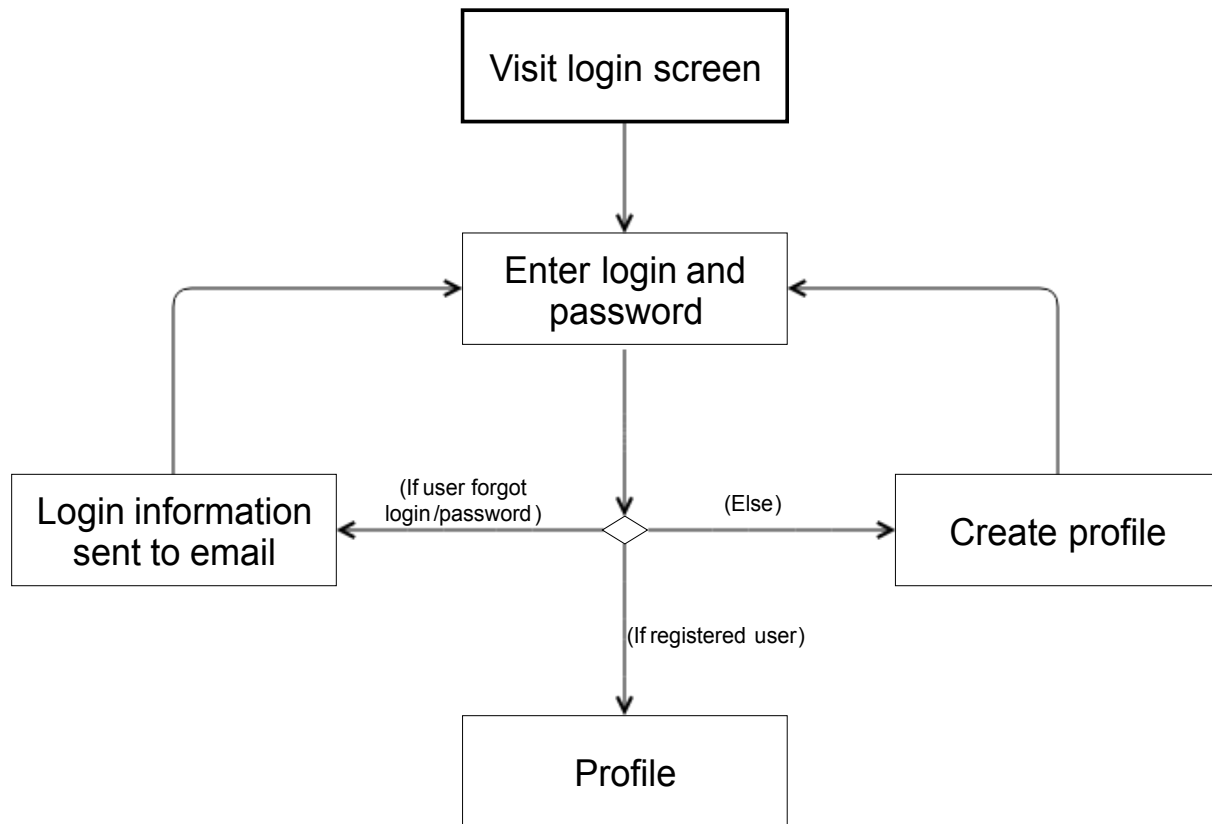 Visit login screen
Enter login and
password
(If user forgot
login/password)
(Else)
Login information
sent to email
Create profile
(If registered user)
Profile